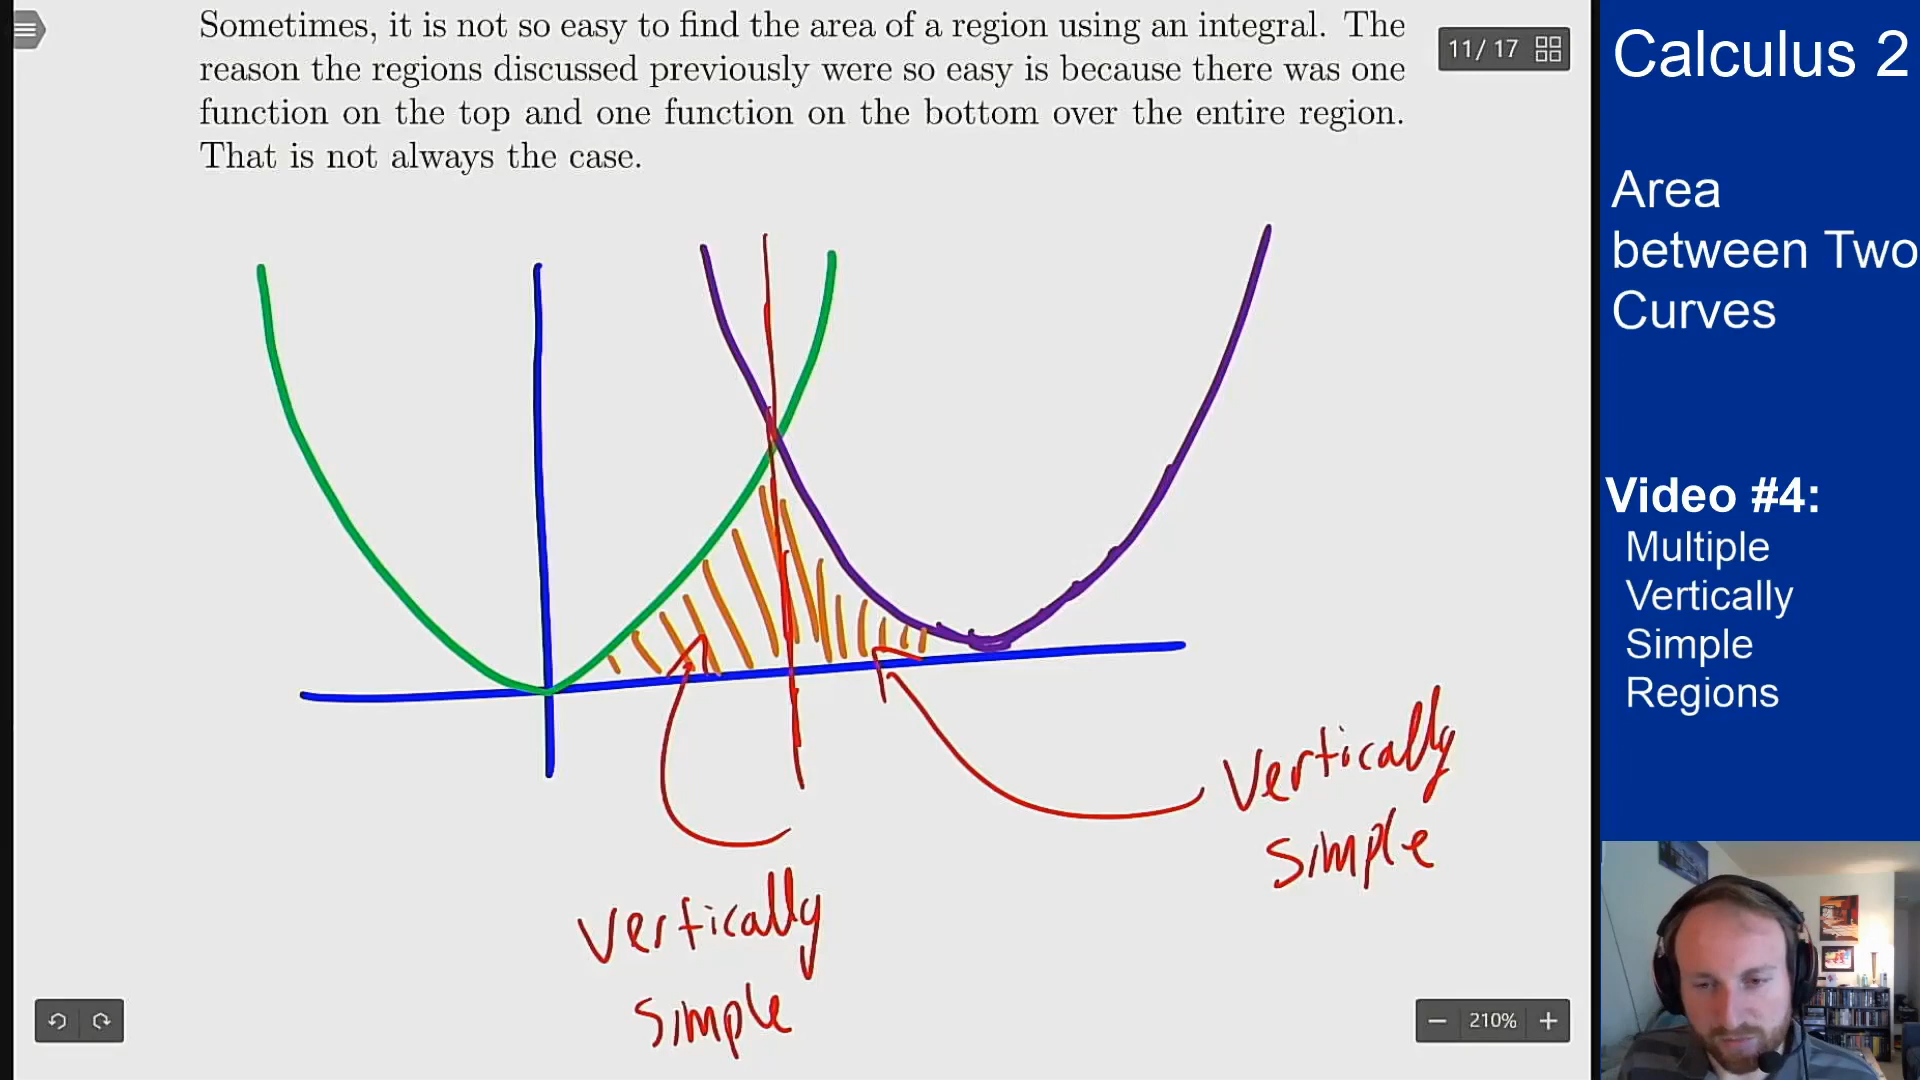 Sometimes, it is not so easy to find the area of a region using an integral. The
reason the regions discussed previously were so easy is because there was one
function on the top and one function on the bottom over the entire region.
That is not always the case.
11/ 17
Calculus 2
Area
between Two
Curves
Video #4:
Multiple
Vertically
Simple
Regions
Vertically
Simple
Vertically
Simple
210%